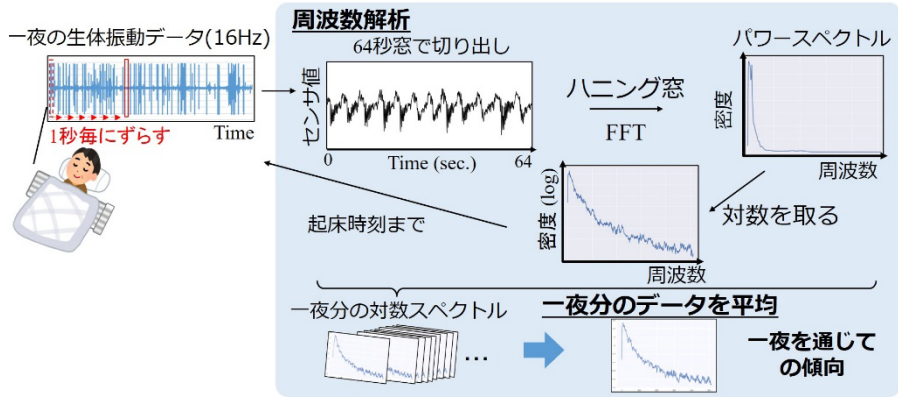 周波数解析
一夜の生体振動データ(16Hz)
Time
1秒毎にずらす
64秒窓で切り出し
センサ値
0
Time (sec.)
64
ハニング窓
FFT
パワースペクトル
密度
周波数
対数を取る
密度 (log)
周波数
起床時刻まで
一夜分の対数スペクトル
…
一夜分のデータを平均
一夜を通じて
の傾向